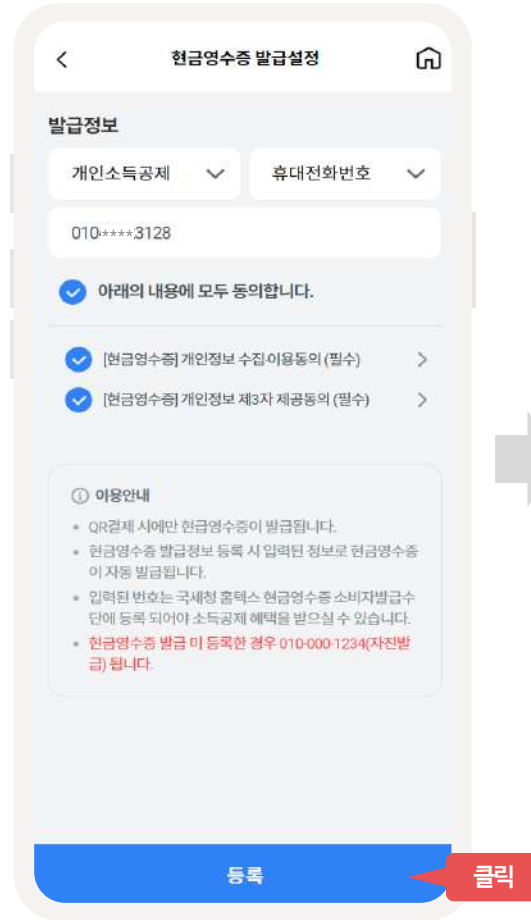 현금영수증 발급설정
발급정보
개인소득공제 휴대전화번호
010-****-3128
아래의 내용에 모두 동의합니다.
[현금영수증] 개인정보 수집·이용동의 (필수)
[현금영수증] 개인정보 제3자 제공동의 (필수)
이용안내
QR결제 시에만 현금영수증이 발급됩니다.
현금영수증 발급정보 등록 시 입력된 정보로 현금영수증
이 자동 발급됩니다.
입력된 번호는 국세청 홈텍스 현금영수증 소비자발급수
단에 등록 되어야 소득공제 혜택을 받으실 수 있습니다.
현금영수증 발급 미 등록한 경우 010-000-1234(자진발
급) 됩니다.
등록
클릭